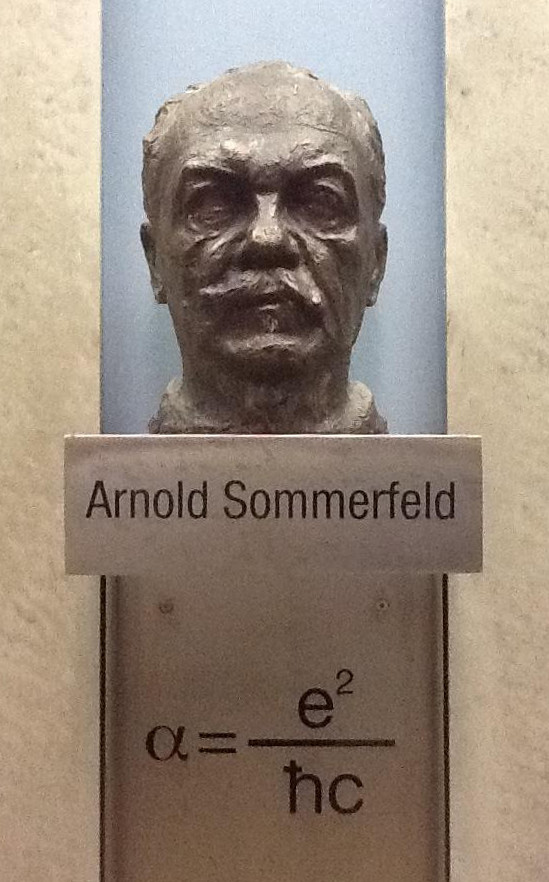 Arnold Sommerfeld
α = e²
ħc